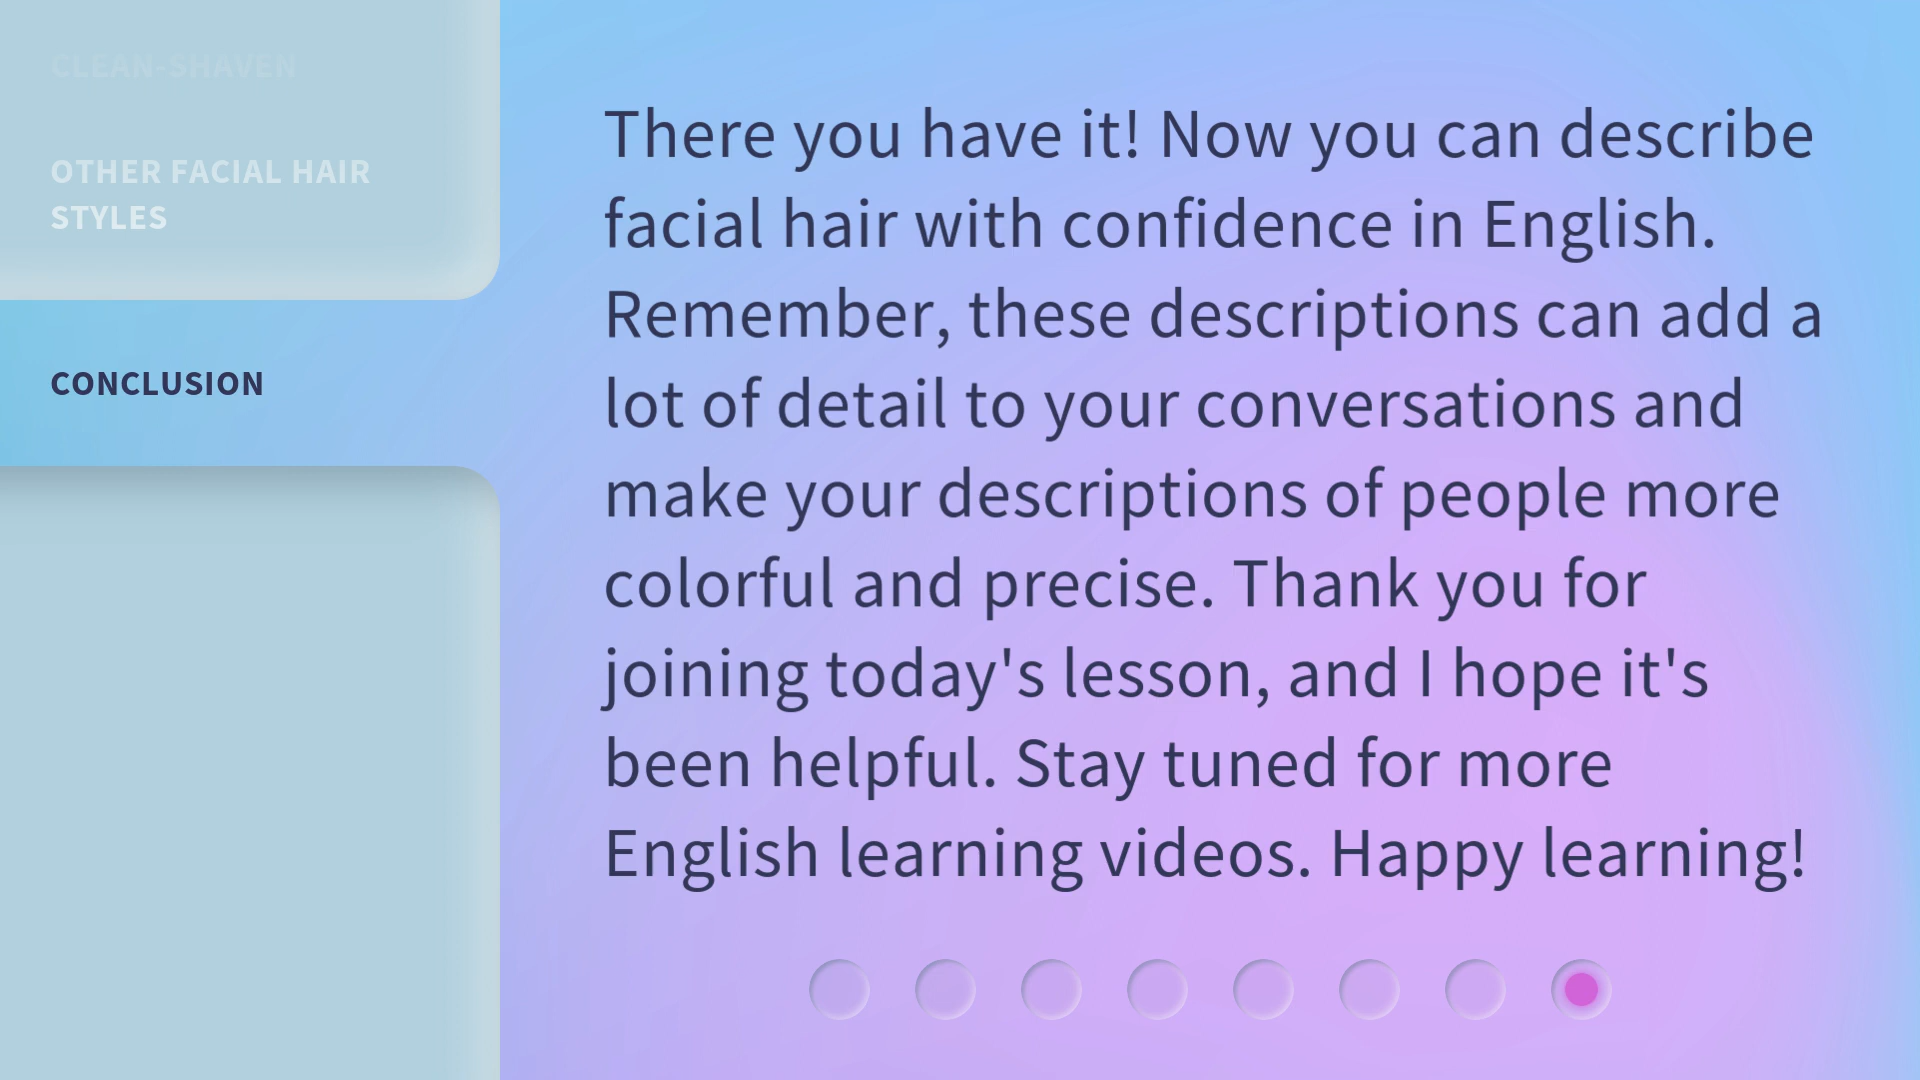 CLEAN-SHAVEN
OTHER FACIAL HAIR
STYLES
CONCLUSION
There you have it! Now you can describe
facial hair with confidence in English.
Remember, these descriptions can add a
lot of detail to your conversations and
make your descriptions of people more
colorful and precise. Thank you for
joining today's lesson, and I hope it's
been helpful. Stay tuned for more
English learning videos. Happy learning!